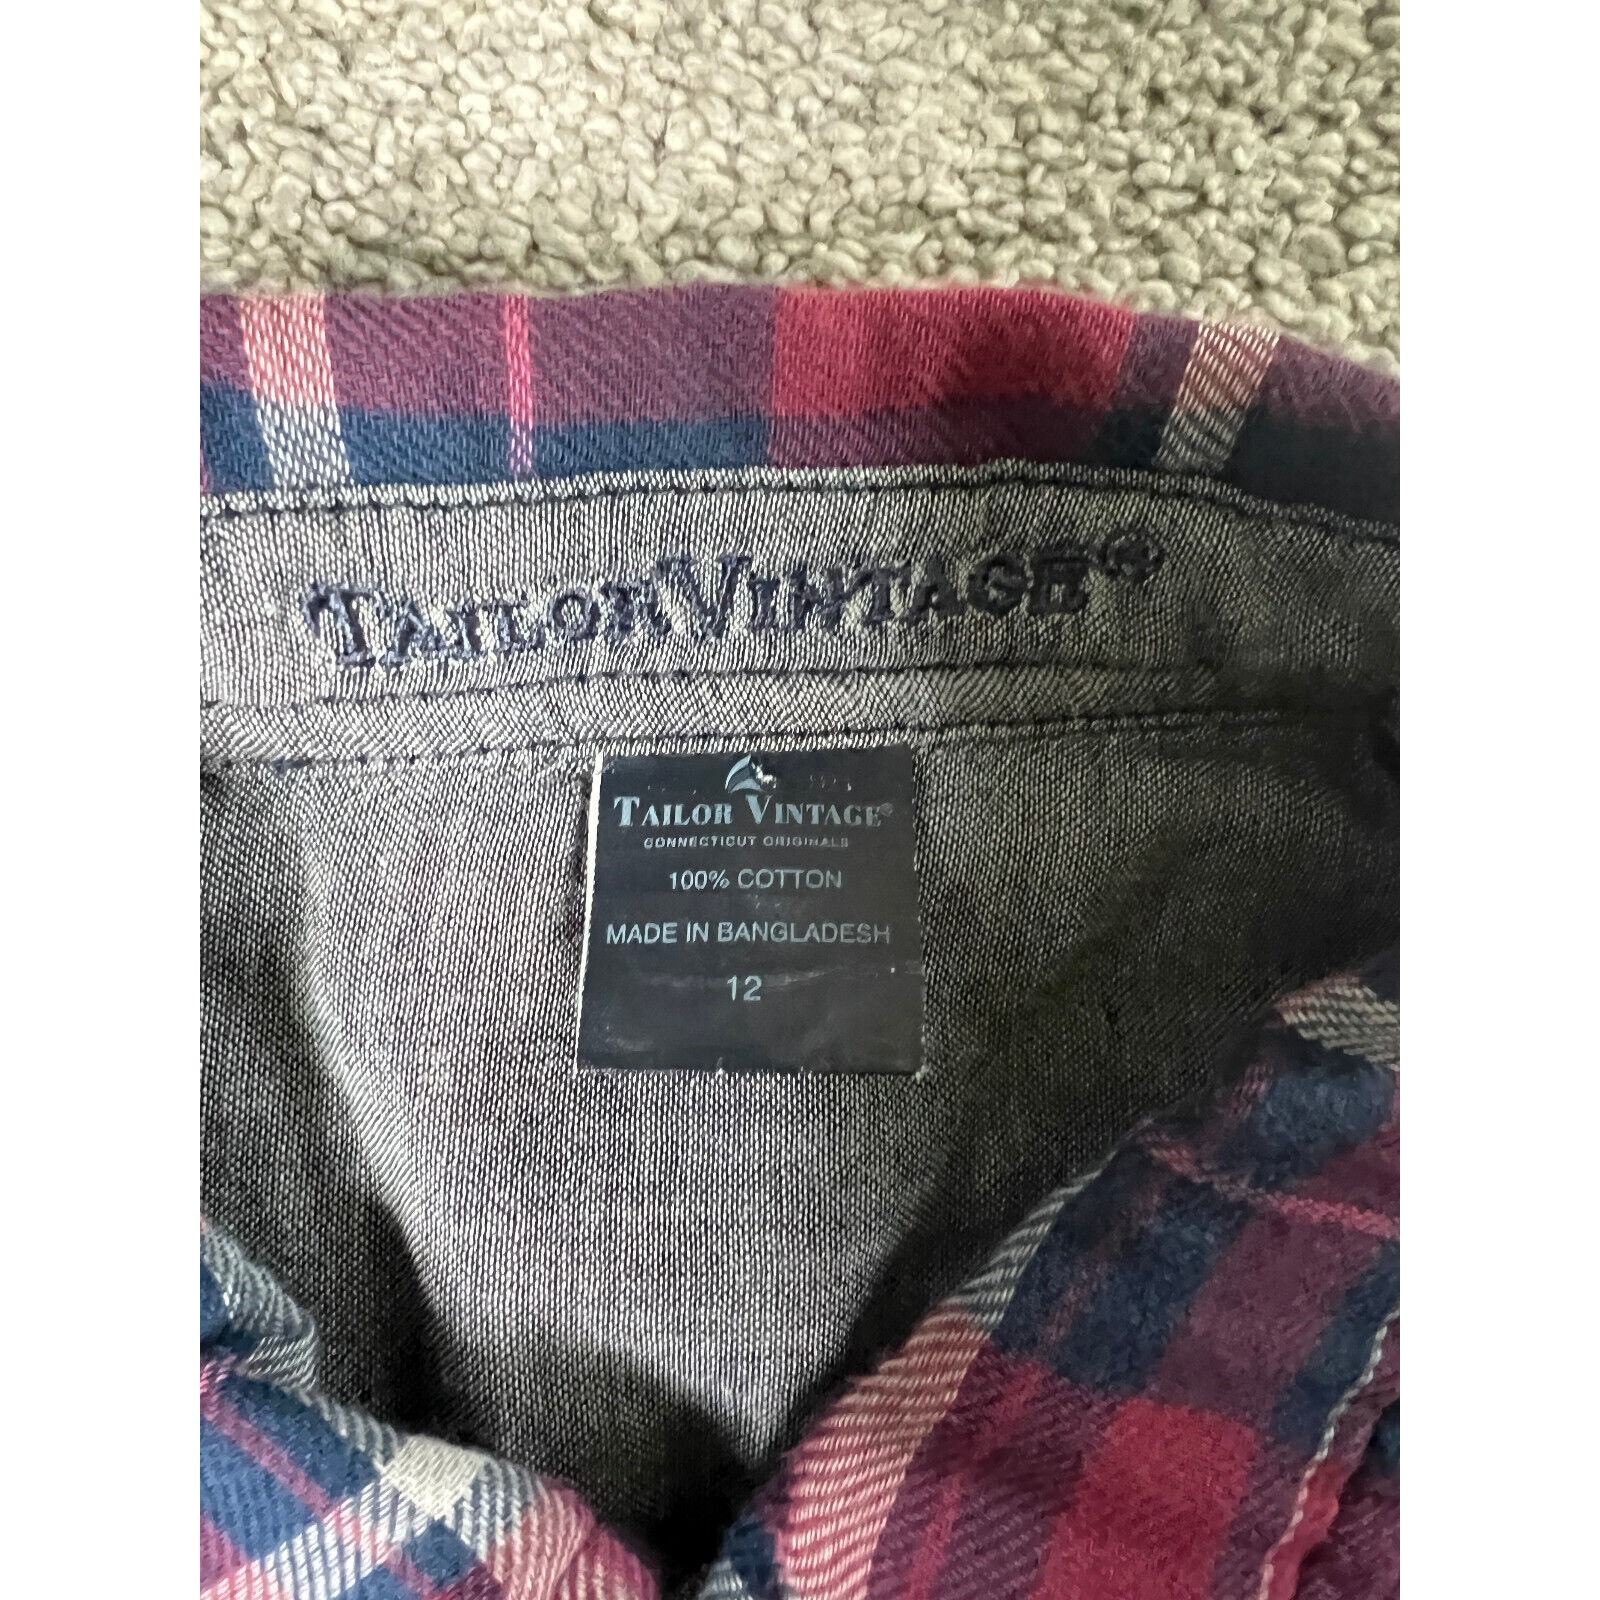 TAILORVINTAGE®
TAILOR VINTAGE®
CONNECTICUT ORIGINALS
100% COTTON
MADE IN BANGLADESH
12